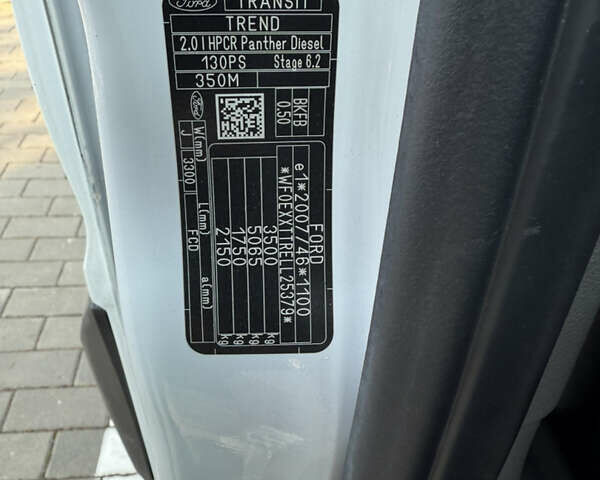 Ford TRANSIT
TREND
2.0 l HPCR Panther Diesel
130PS Stage 6.2
350M
FORD
e1*2007/46*1100
*WF0EXXTTRELL25379*
3500 kg
5065 kg
1750 kg
2150 kg
BKFB
0.50
Ford
W(mm) L(mm) a(mm)
J 3300 FCD